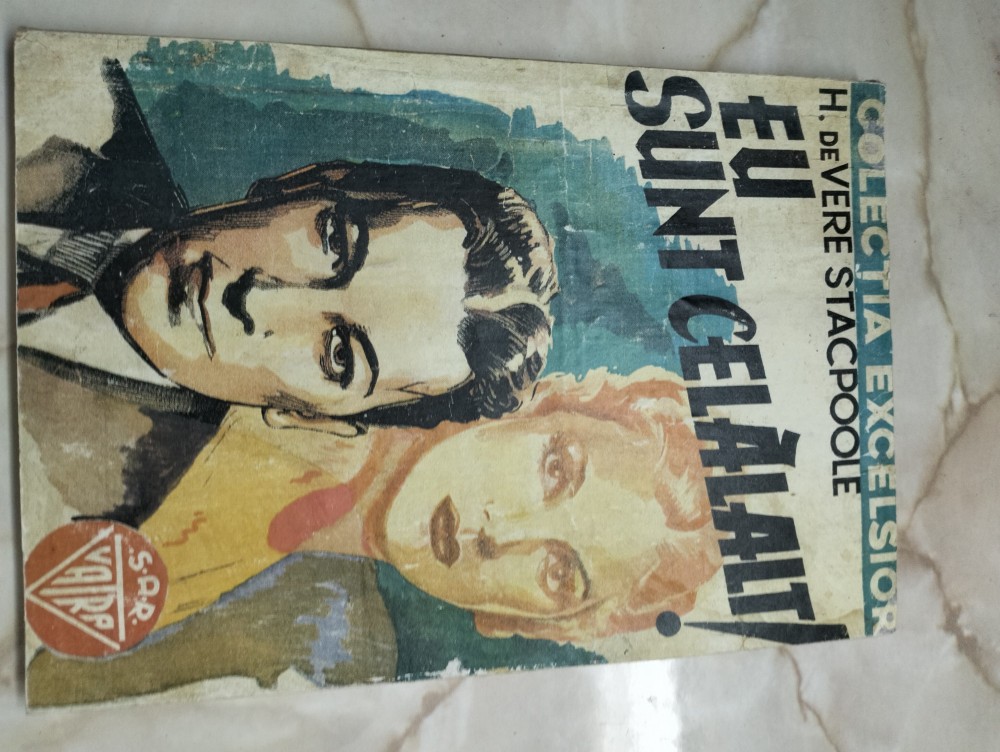 COLECȚIA EXCELSIOR
H. DE VERE STACPOOLE
EU
SUNT CELĂLALT!
S.A.R.
VATRA